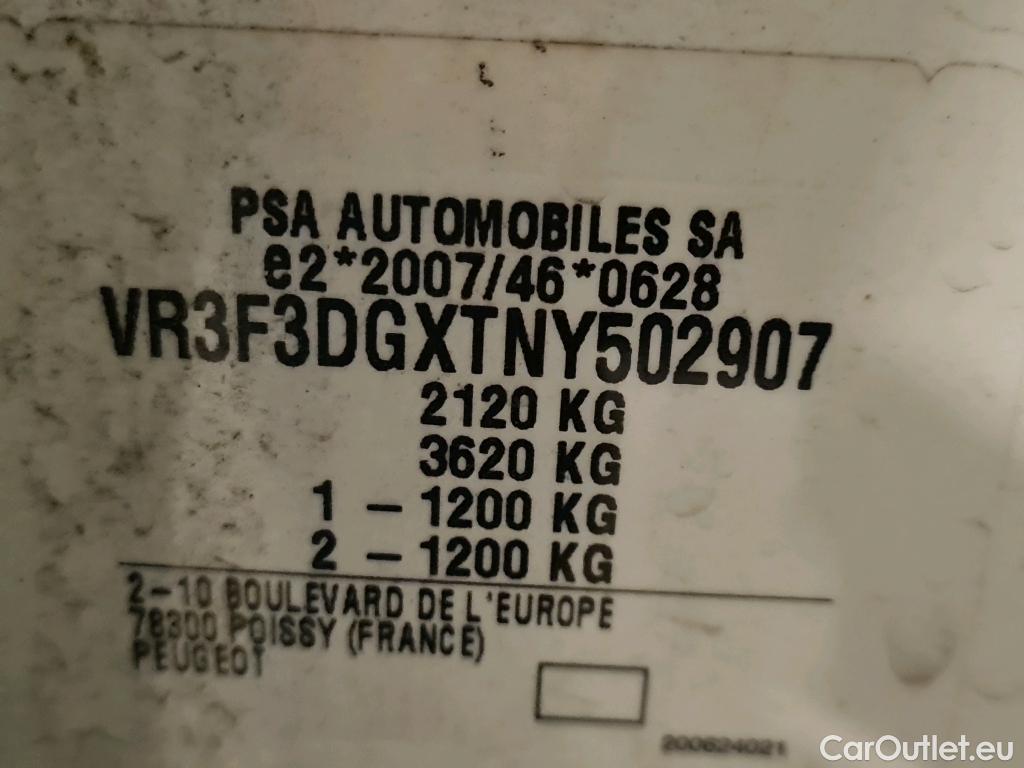 PSA AUTOMOBILES SA
e2*2007/46*0628
VR3F3DGXTNY502907
2120 KG
3620 KG
1 – 1200 KG
2 – 1200 KG
2–10 BOULEVARD DE L'EUROPE
78300 POISSY (FRANCE)
PEUGEOT
200624021
CarOutlet.eu